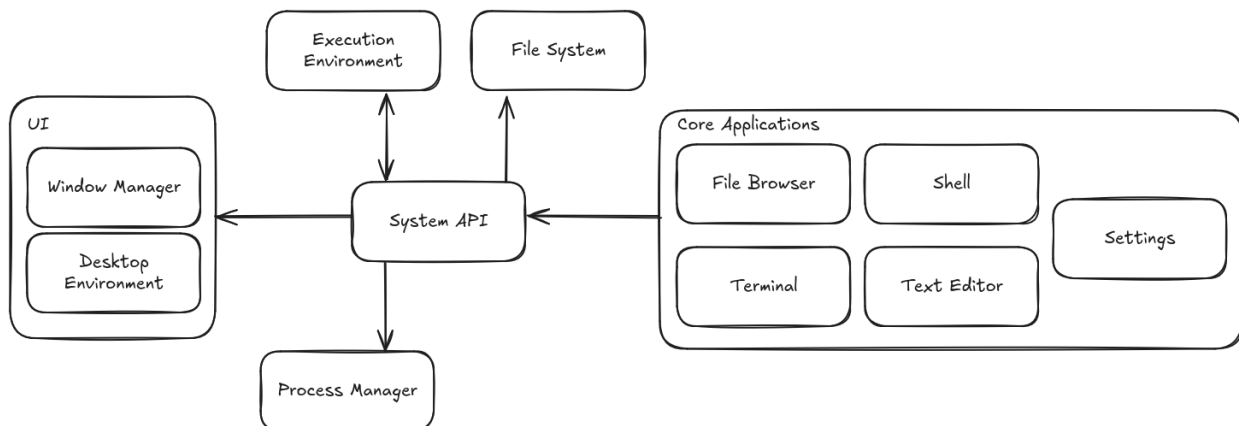 Execution
Environment
File System
UI
Window Manager
Desktop
Environment
System API
Process Manager
Core Applications
File Browser
Shell
Settings
Terminal
Text Editor